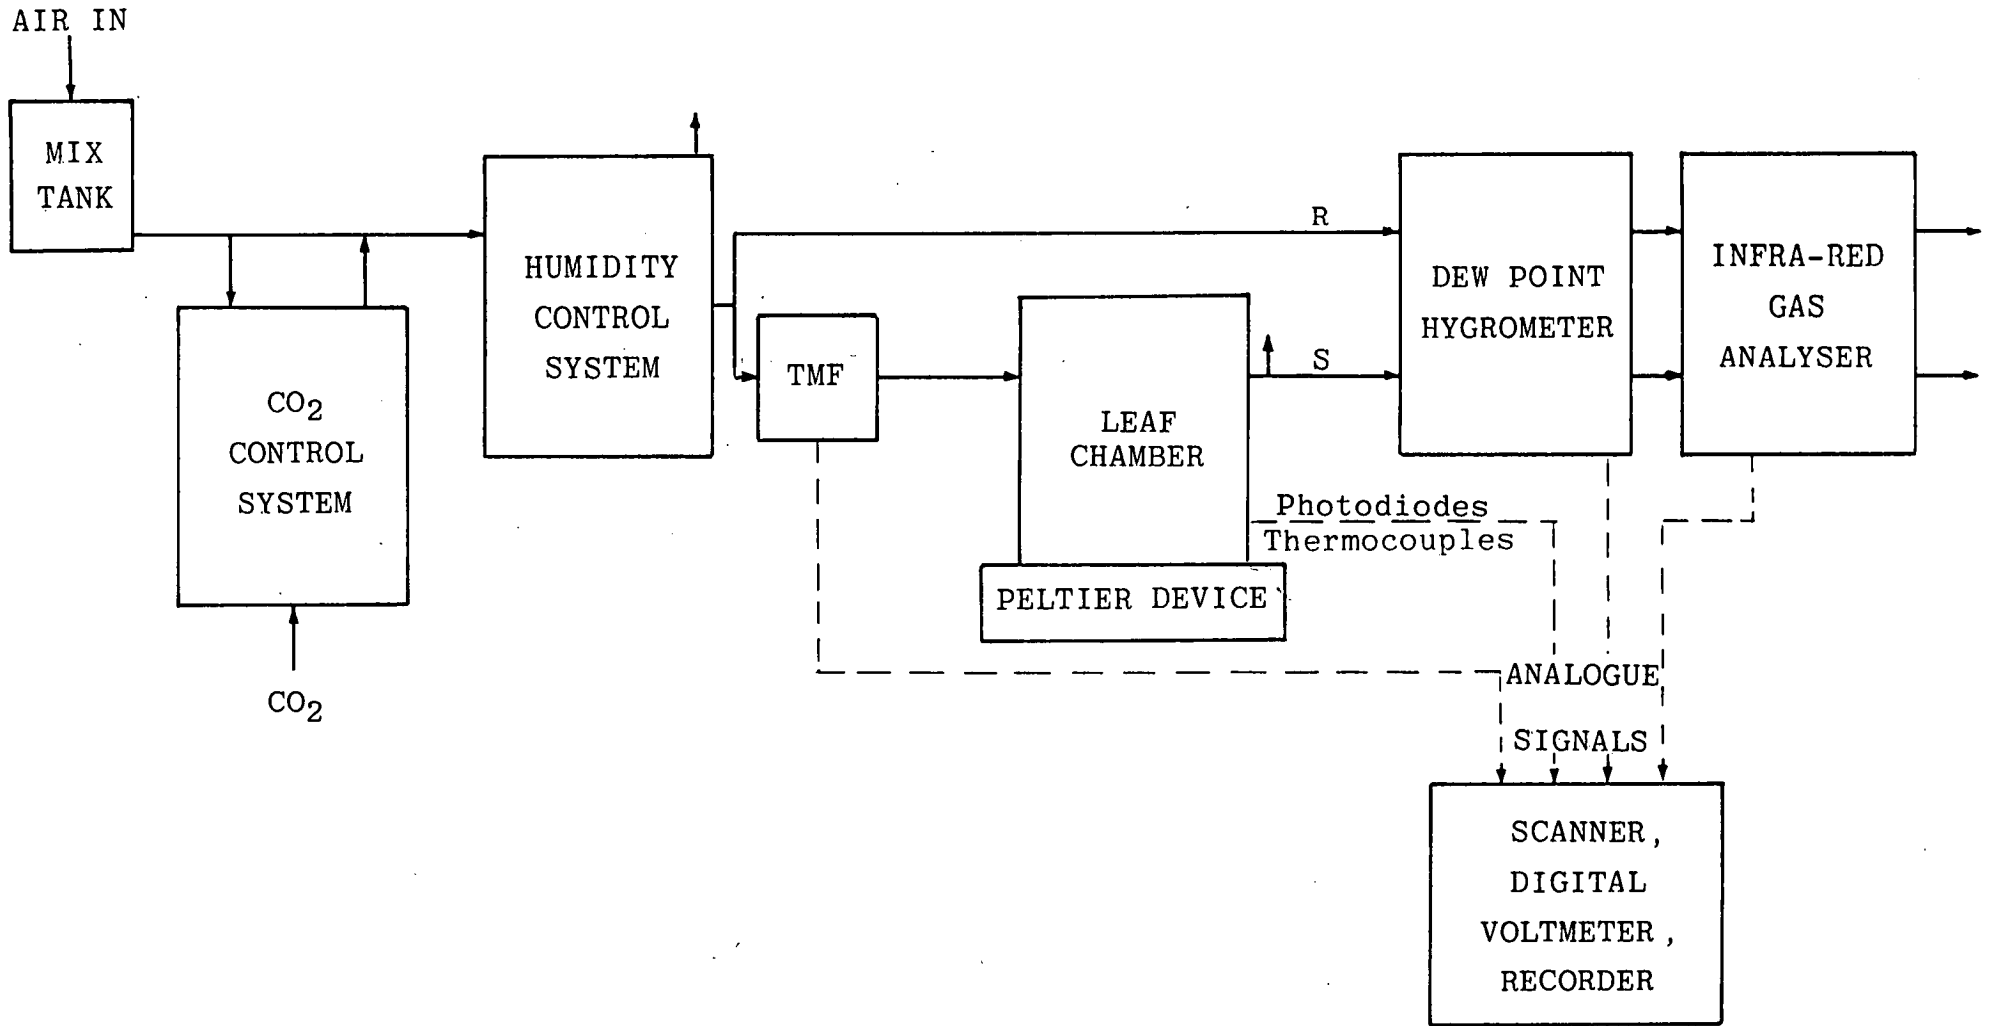 AIR IN
MIX
TANK
CO2
CONTROL
SYSTEM
CO2
HUMIDITY
CONTROL
SYSTEM
TMF
LEAF
CHAMBER
PELTIER DEVICE
R
S
DEW POINT
HYGROMETER
INFRA-RED
GAS
ANALYSER
Photodiodes
Thermocouples
ANALOGUE
SIGNALS
SCANNER,
DIGITAL
VOLTMETER,
RECORDER